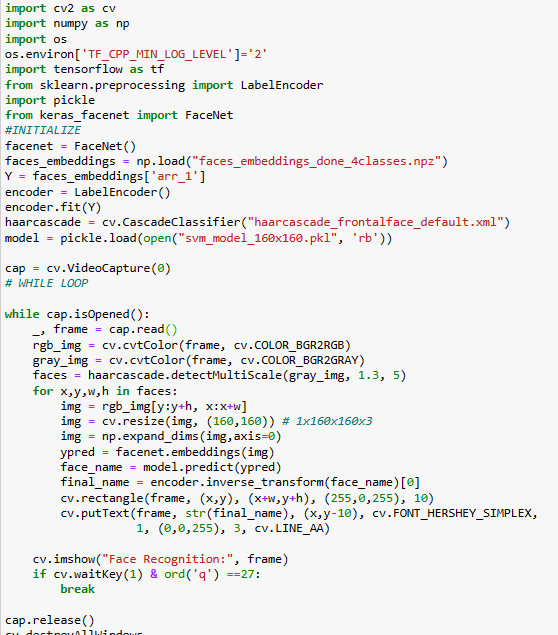 import cv2 as cv
import numpy as np
import os
os.environ['TF_CPP_MIN_LOG_LEVEL']='2'
import tensorflow as tf
from sklearn.preprocessing import LabelEncoder
import pickle
from keras_facenet import FaceNet
#INITIALIZE
facenet = FaceNet()
faces_embeddings = np.load("faces_embeddings_done_4classes.npz")
Y = faces_embeddings['arr_1']
encoder = LabelEncoder()
encoder.fit(Y)
haarcascade = cv.CascadeClassifier("haarcascade_frontalface_default.xml")
model = pickle.load(open("svm_model_160x160.pkl", 'rb'))

cap = cv.VideoCapture(0)
# WHILE LOOP

while cap.isOpened():
    _, frame = cap.read()
    rgb_img = cv.cvtColor(frame, cv.COLOR_BGR2RGB)
    gray_img = cv.cvtColor(frame, cv.COLOR_BGR2GRAY)
    faces = haarcascade.detectMultiScale(gray_img, 1.3, 5)
    for x,y,w,h in faces:
        img = rgb_img[y:y+h, x:x+w]
        img = cv.resize(img, (160,160)) # 1x160x160x3
        img = np.expand_dims(img,axis=0)
        ypred = facenet.embeddings(img)
        face_name = model.predict(ypred)
        final_name = encoder.inverse_transform(face_name)[0]
        cv.rectangle(frame, (x,y), (x+w,y+h), (255,0,255), 10)
        cv.putText(frame, str(final_name), (x,y-10), cv.FONT_HERSHEY_SIMPLEX,
                   1, (0,0,255), 3, cv.LINE_AA)

    cv.imshow("Face Recognition:", frame)
    if cv.waitKey(1) & ord('q') ==27:
        break

cap.release()
cv.destroyAllWindows